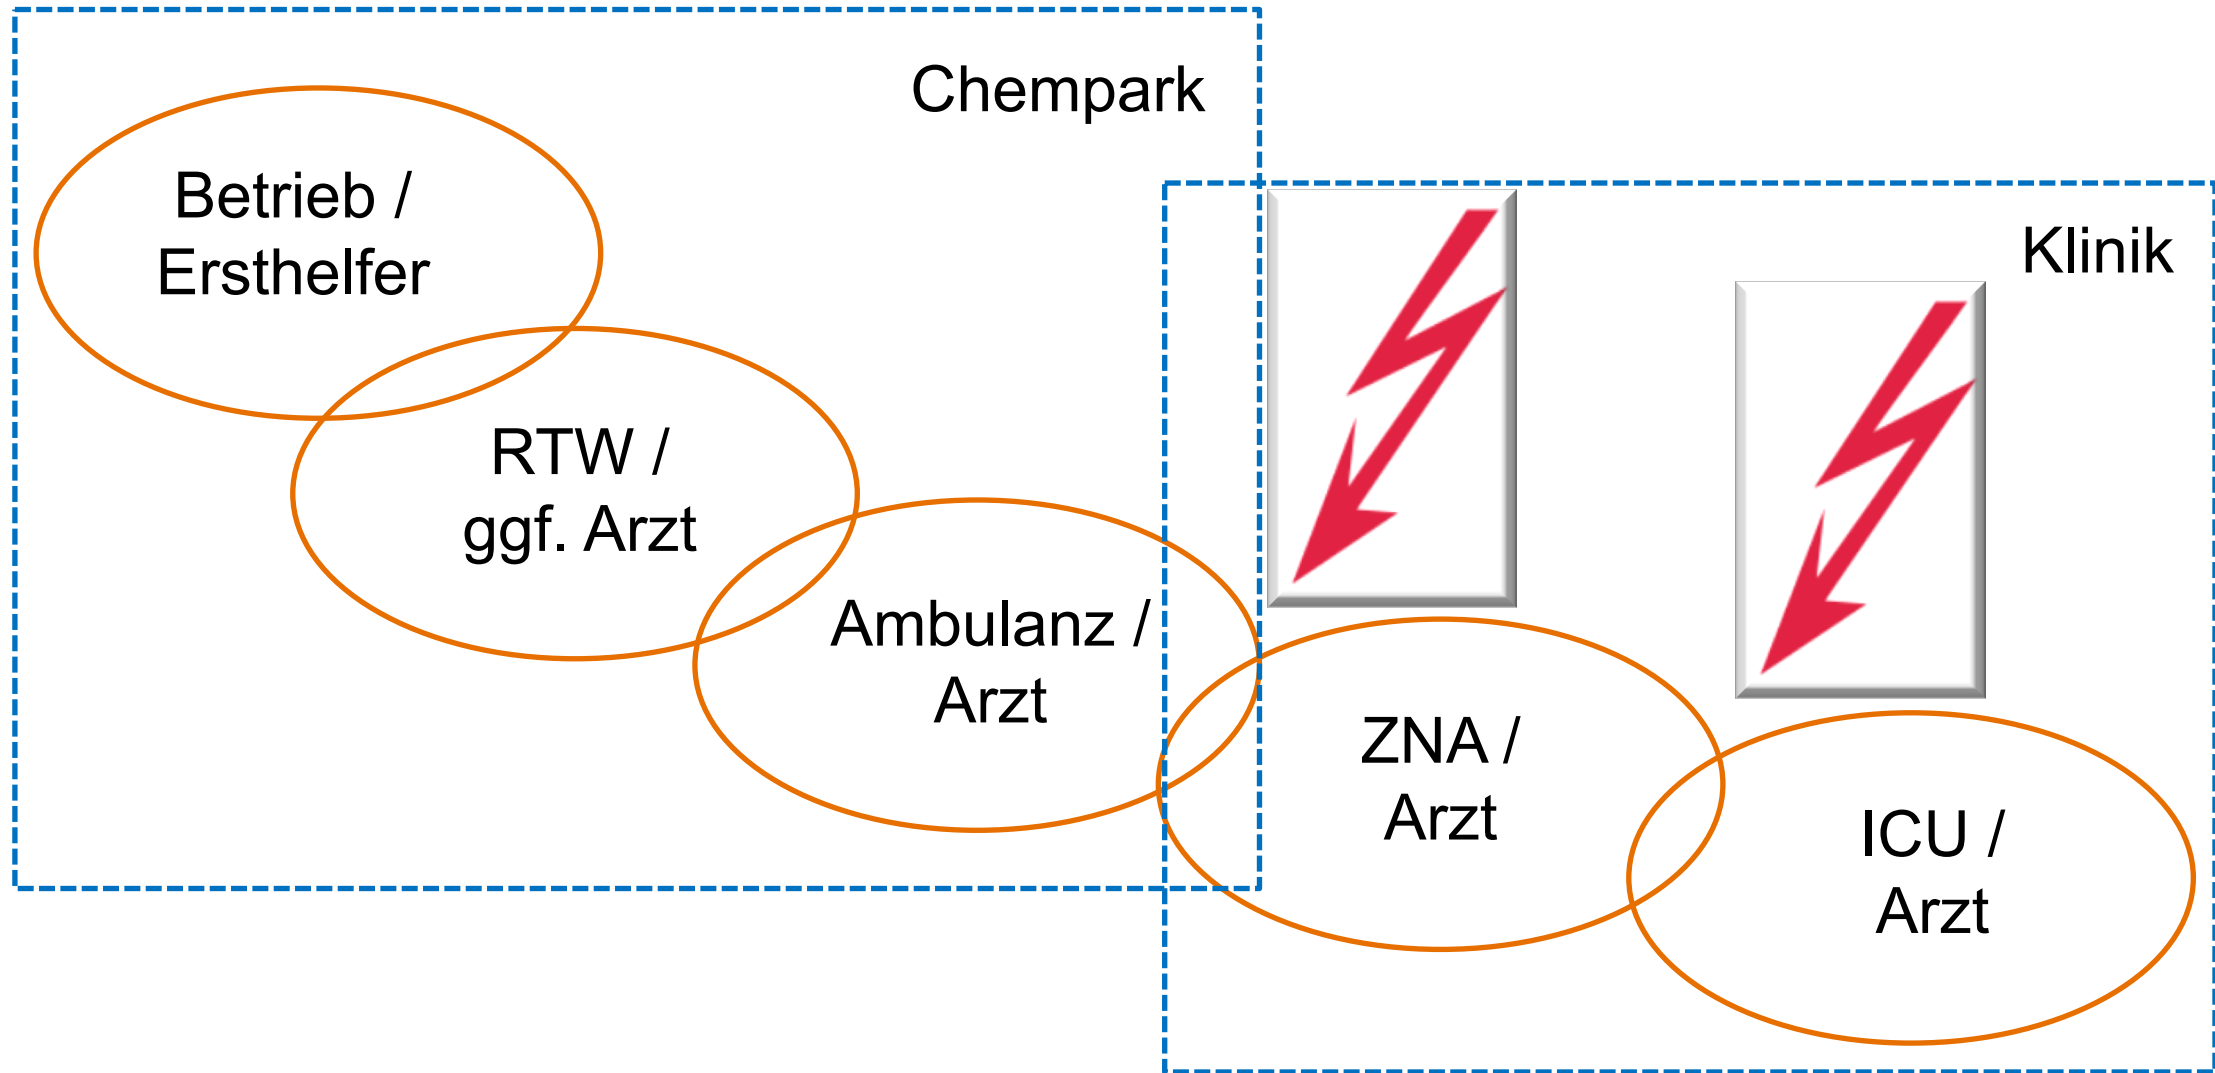 Chempark
Betrieb /
Ersthelfer
Klinik
RTW /
ggf. Arzt
Ambulanz /
Arzt
ZNA /
Arzt
ICU /
Arzt